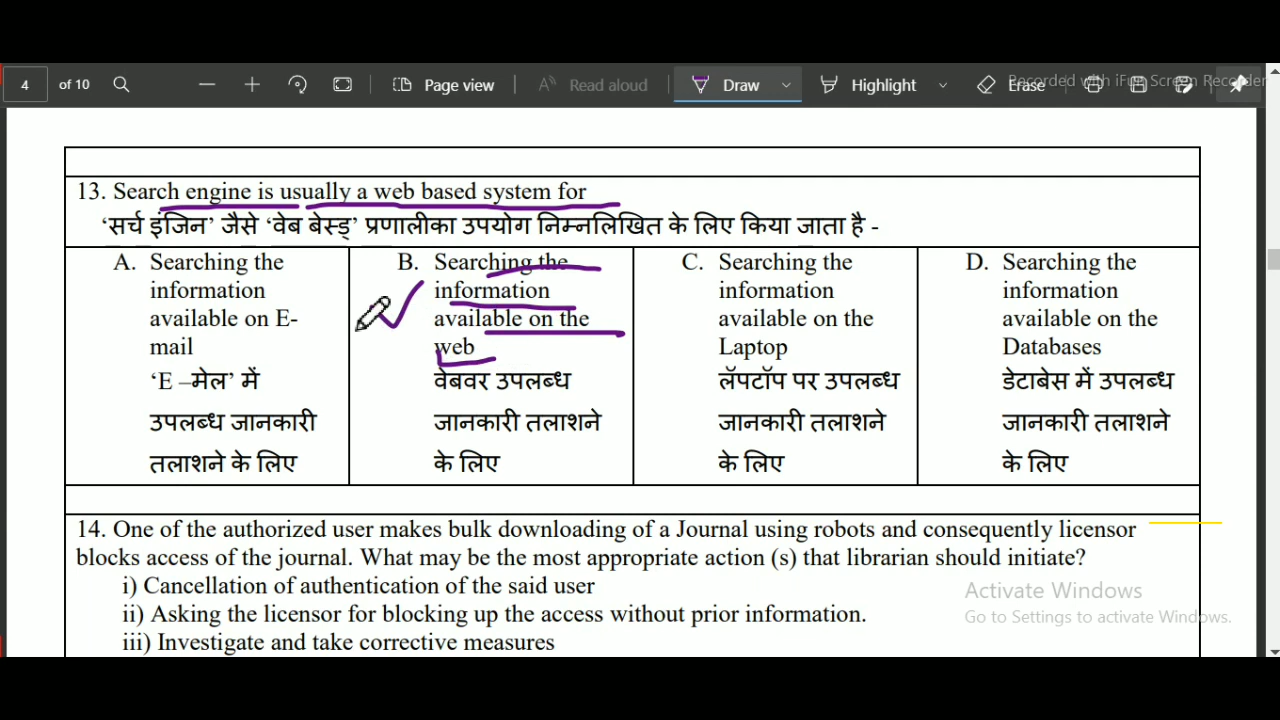 4 of 10 Page view Read aloud Draw Highlight Erase
Recorded with iFun Screen Recorder
13. Search engine is usually a web based system for
‘सर्च इंजिन’ जैसे ‘वेब बेस्ड्’ प्रणालीका उपयोग निम्नलिखित के लिए किया जाता है -
A. Searching the
information
available on E-
mail
‘E –मेल’ में
उपलब्ध जानकारी
तलाशने के लिए
B. Searching the
information
available on the
web
वेबवर उपलब्ध
जानकारी तलाशने
के लिए
C. Searching the
information
available on the
Laptop
लॅपटॉप पर उपलब्ध
जानकारी तलाशने
के लिए
D. Searching the
information
available on the
Databases
डेटाबेस में उपलब्ध
जानकारी तलाशने
के लिए
14. One of the authorized user makes bulk downloading of a Journal using robots and consequently licensor
blocks access of the journal. What may be the most appropriate action (s) that librarian should initiate?
i) Cancellation of authentication of the said user
ii) Asking the licensor for blocking up the access without prior information.
iii) Investigate and take corrective measures
Activate Windows
Go to Settings to activate Windows.